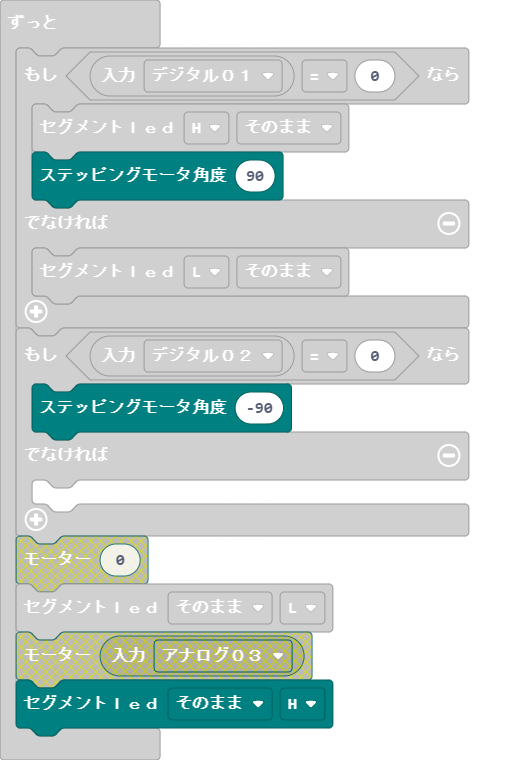 ずっと
もし 入力 デジタル０１ = 0 なら
セグメントｌｅｄ H そのまま
ステッピングモータ角度 90
でなければ
セグメントｌｅｄ L そのまま
もし 入力 デジタル０２ = 0 なら
ステッピングモータ角度 -90
でなければ
モーター 0
セグメントｌｅｄ そのまま L
モーター 入力 アナログ０３
セグメントｌｅｄ そのまま H